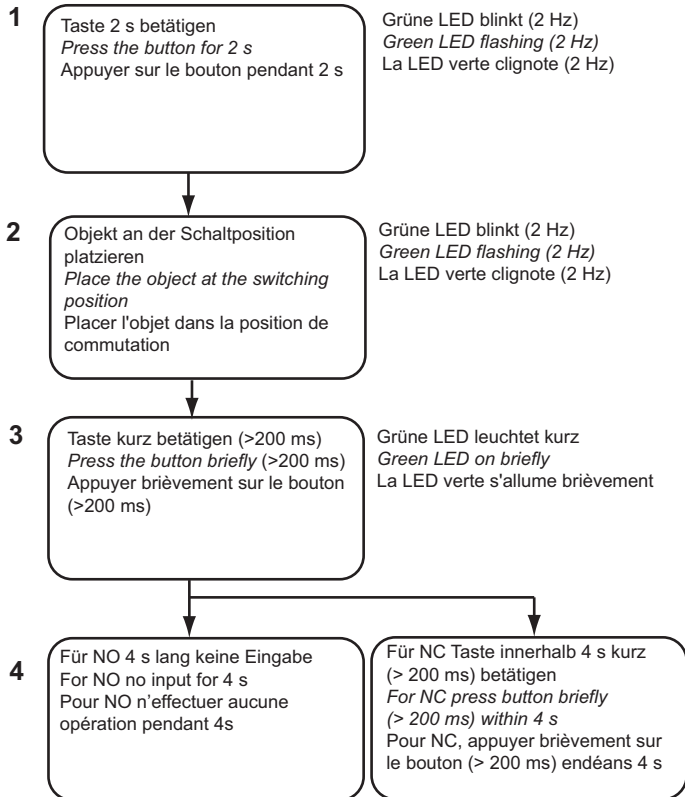 1
Taste 2 s betätigen
Press the button for 2 s
Appuyer sur le bouton pendant 2 s
Grüne LED blinkt (2 Hz)
Green LED flashing (2 Hz)
La LED verte clignote (2 Hz)
2
Objekt an der Schaltposition
platzieren
Place the object at the switching
position
Placer l'objet dans la position de
commutation
Grüne LED blinkt (2 Hz)
Green LED flashing (2 Hz)
La LED verte clignote (2 Hz)
3
Taste kurz betätigen (>200 ms)
Press the button briefly (>200 ms)
Appuyer brièvement sur le bouton
(>200 ms)
Grüne LED leuchtet kurz
Green LED on briefly
La LED verte s'allume brièvement
4
Für NO 4 s lang keine Eingabe
For NO no input for 4 s
Pour NO n’effectuer aucune
opération pendant 4s
Für NC Taste innerhalb 4 s kurz
(> 200 ms) betätigen
For NC press button briefly
(> 200 ms) within 4 s
Pour NC, appuyer brièvement sur
le bouton (> 200 ms) endéans 4 s